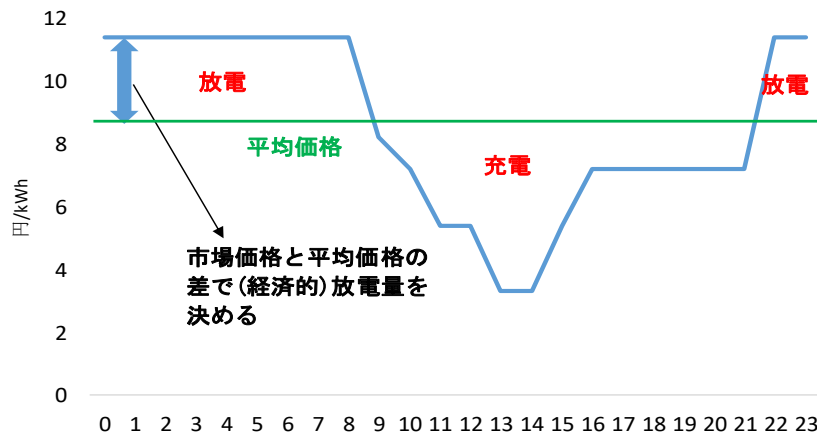 12
10
8
6
4
2
0
円/kWh
放電
放電
平均価格
充電
市場価格と平均価格の
差で(経済的)放電量を
決める
0 1 2 3 4 5 6 7 8 9 10 11 12 13 14 15 16 17 18 19 20 21 22 23